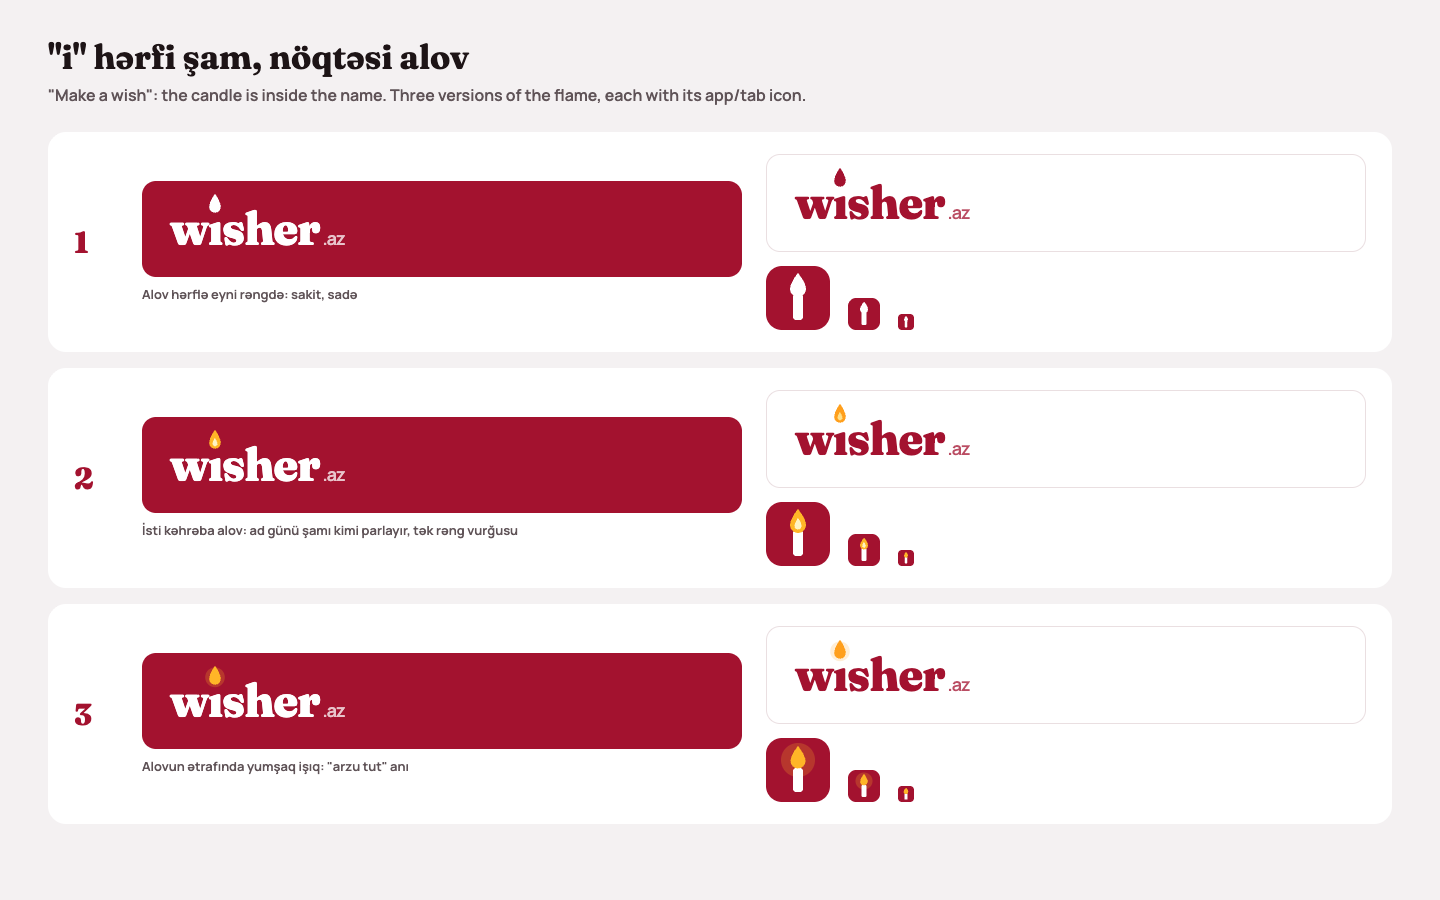 "i" hərfi şam, nöqtəsi alov
"Make a wish": the candle is inside the name. Three versions of the flame, each with its app/tab icon.
1
wisher.az
Alov hərflə eyni rəngdə: sakit, sadə
wisher.az
2
wisher.az
İsti kəhrəba alov: ad günü şamı kimi parlayır, tək rəng vurğusu
wisher.az
3
wisher.az
Alovun ətrafında yumşaq işıq: "arzu tut" anı
wisher.az